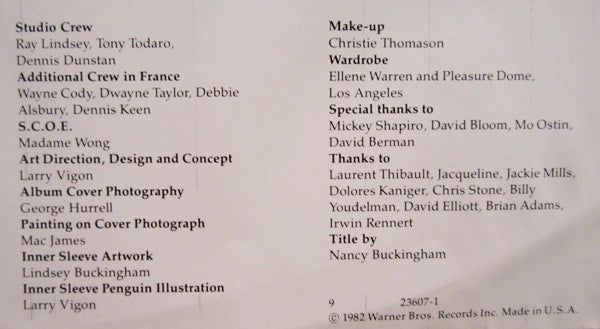 Studio Crew
Ray Lindsey, Tony Todaro,
Dennis Dunstan
Additional Crew in France
Wayne Cody, Dwayne Taylor, Debbie
Alsbury, Dennis Keen
S.C.O.E.
Madame Wong
Art Direction, Design and Concept
Larry Vigon
Album Cover Photography
George Hurrell
Painting on Cover Photograph
Mac James
Inner Sleeve Artwork
Lindsey Buckingham
Inner Sleeve Penguin Illustration
Larry Vigon
Make-up
Christie Thomason
Wardrobe
Ellene Warren and Pleasure Dome,
Los Angeles
Special thanks to
Mickey Shapiro, David Bloom, Mo Ostin,
David Berman
Thanks to
Laurent Thibault, Jacqueline, Jackie Mills,
Dolores Kaniger, Chris Stone, Billy
Youdelman, David Elliott, Brian Adams,
Irwin Rennert
Title by
Nancy Buckingham
9 23607-1
© 1982 Warner Bros. Records Inc. Made in U.S.A.